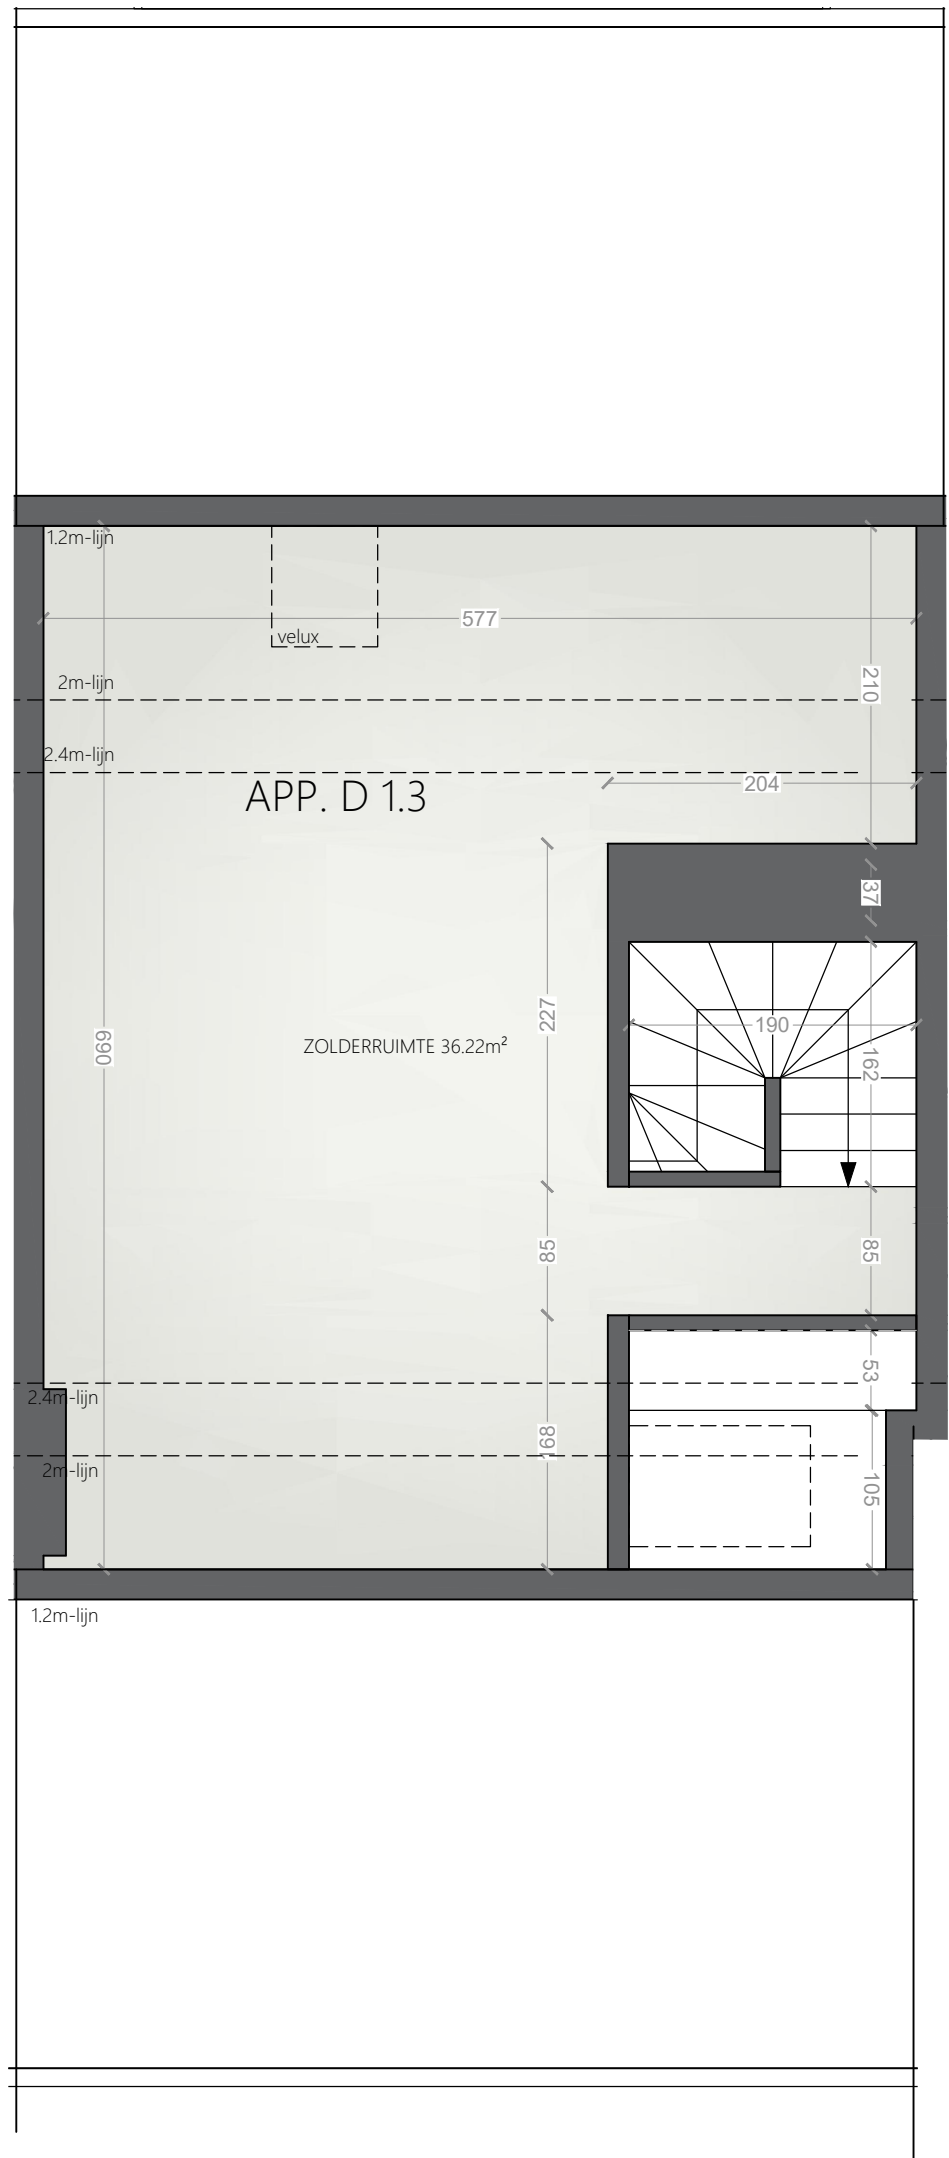 1.2m-lijn
577
velux
2m-lijn
210
2.4m-lijn
204
APP. D 1.3
37
227
190
690
ZOLDERRUIMTE 36.22m²
162
85
85
53
2.4m-lijn
168
2m-lijn
105
1.2m-lijn